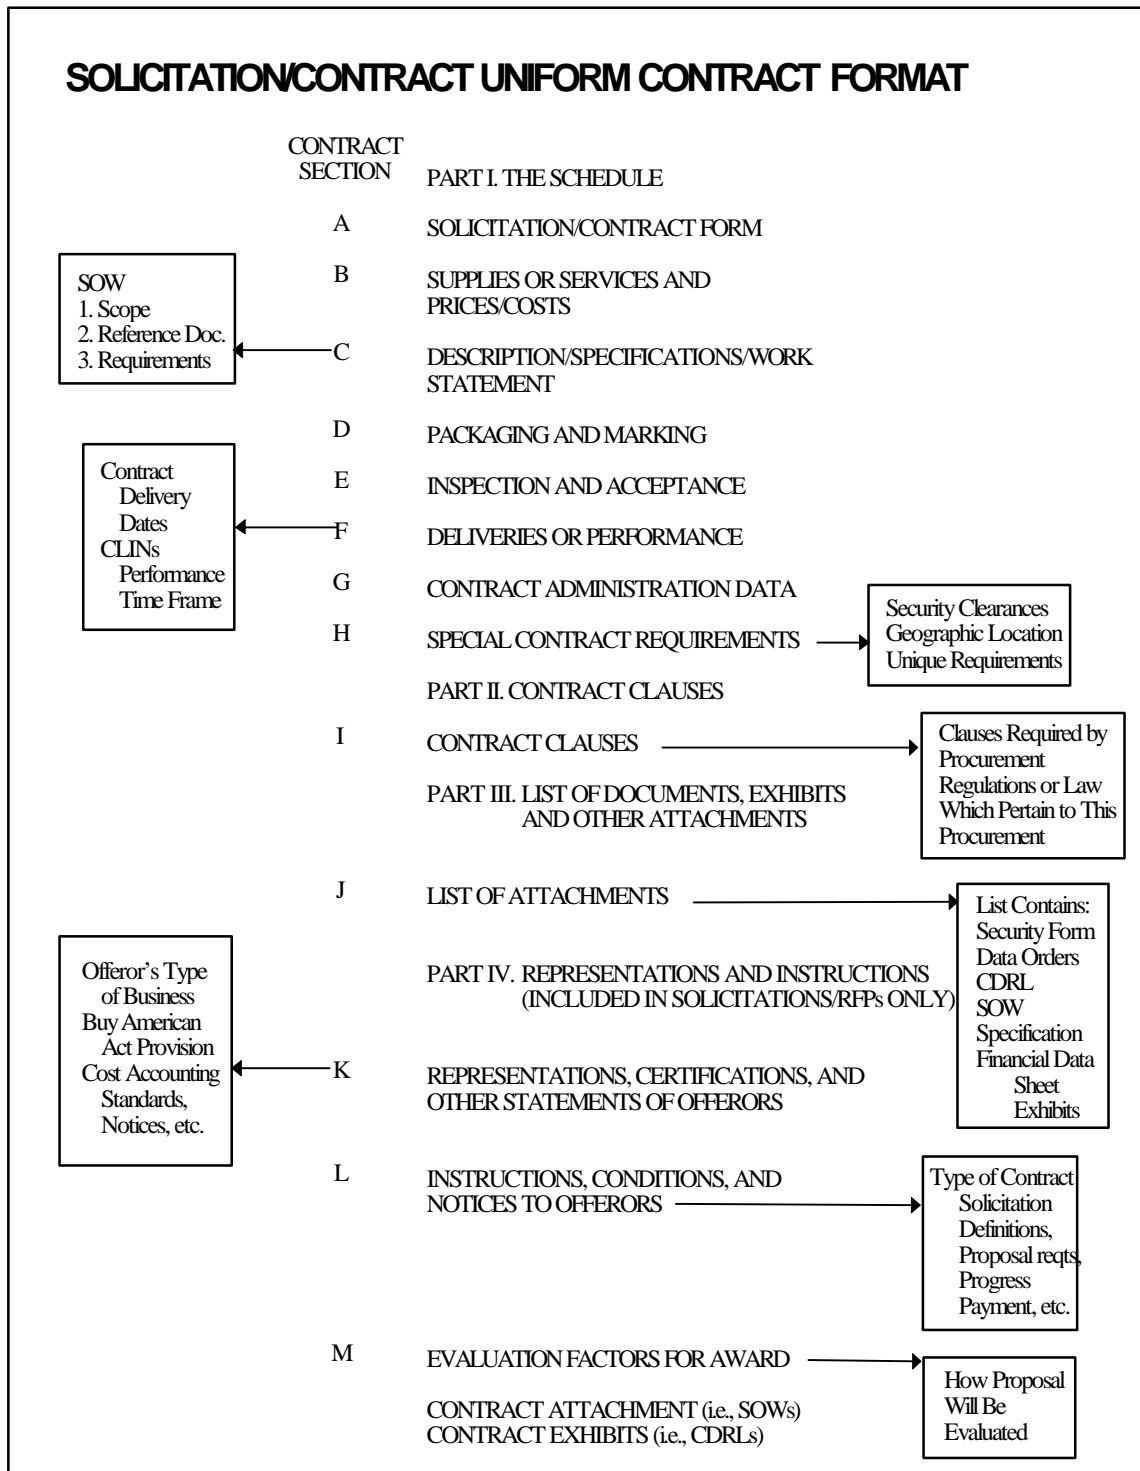 SOLICITATION/CONTRACT UNIFORM CONTRACT FORMAT
CONTRACT
SECTION
PART I. THE SCHEDULE
A
SOLICITATION/CONTRACT FORM
B
SUPPLIES OR SERVICES AND
PRICES/COSTS
SOW
1. Scope
2. Reference Doc.
3. Requirements
C
DESCRIPTION/SPECIFICATIONS/WORK
STATEMENT
D
PACKAGING AND MARKING
E
INSPECTION AND ACCEPTANCE
Contract
Delivery
Dates
CLINs
Performance
Time Frame
F
DELIVERIES OR PERFORMANCE
G
CONTRACT ADMINISTRATION DATA
H
SPECIAL CONTRACT REQUIREMENTS
Security Clearances
Geographic Location
Unique Requirements
PART II. CONTRACT CLAUSES
I
CONTRACT CLAUSES
Clauses Required by
Procurement
Regulations or Law
Which Pertain to This
Procurement
PART III. LIST OF DOCUMENTS, EXHIBITS
AND OTHER ATTACHMENTS
J
LIST OF ATTACHMENTS
List Contains:
Security Form
Data Orders
CDRL
SOW
Specification
Financial Data
Sheet
Exhibits
PART IV. REPRESENTATIONS AND INSTRUCTIONS
(INCLUDED IN SOLICITATIONS/RFPs ONLY)
Offeror’s Type
of Business
Buy American
Act Provision
Cost Accounting
Standards,
Notices, etc.
K
REPRESENTATIONS, CERTIFICATIONS, AND
OTHER STATEMENTS OF OFFERORS
L
INSTRUCTIONS, CONDITIONS, AND
NOTICES TO OFFERORS
Type of Contract
Solicitation
Definitions,
Proposal reqts,
Progress
Payment, etc.
M
EVALUATION FACTORS FOR AWARD
How Proposal
Will Be
Evaluated
CONTRACT ATTACHMENT (i.e., SOWs)
CONTRACT EXHIBITS (i.e., CDRLs)